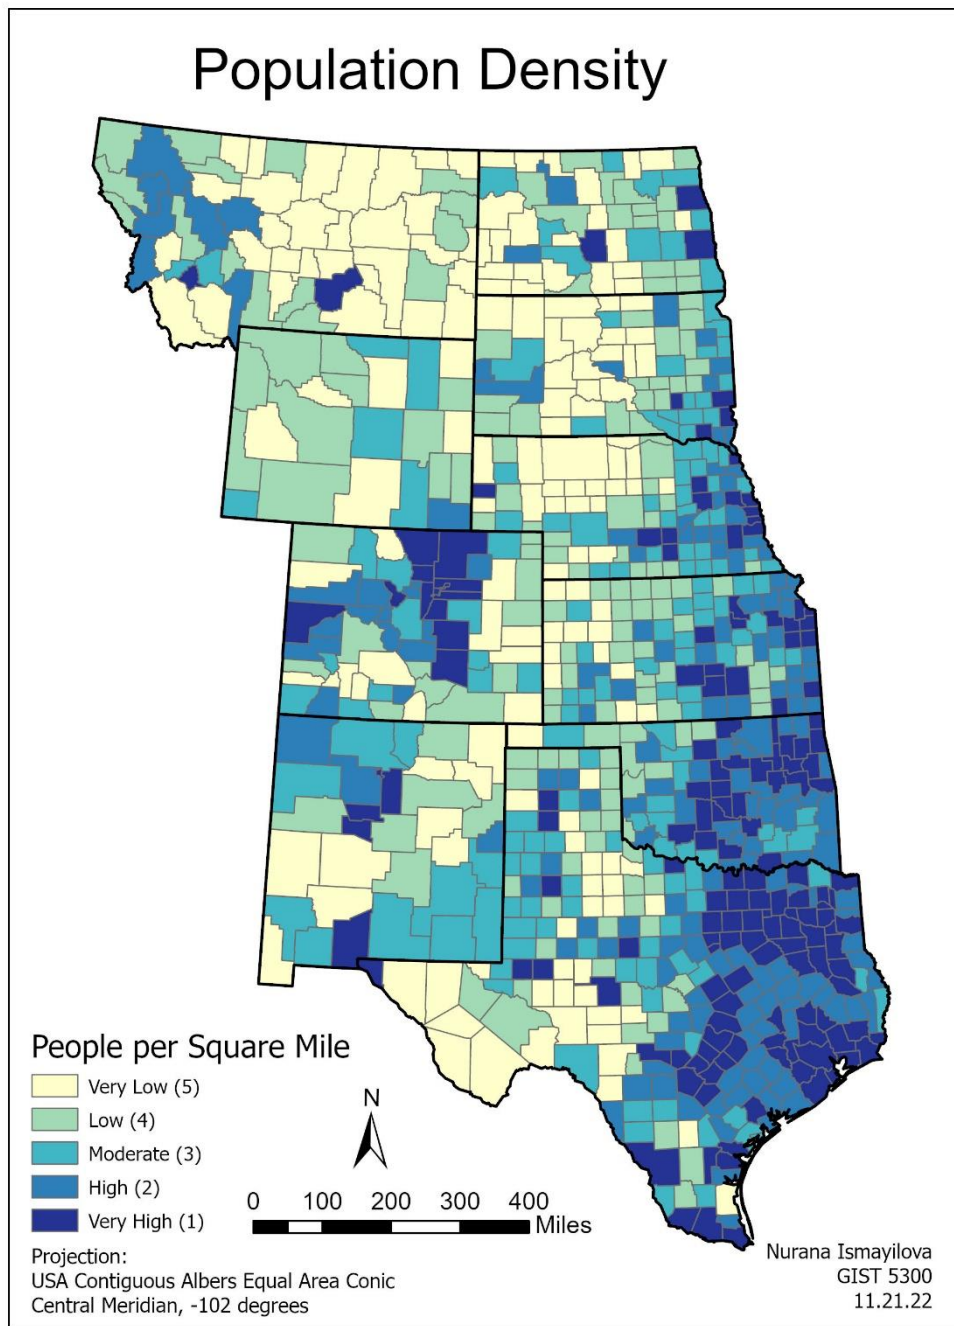 Population Density
People per Square Mile
Very Low (5)
Low (4)
Moderate (3)
High (2)
Very High (1)
N
0 100 200 300 400
Miles
Projection:
USA Contiguous Albers Equal Area Conic
Central Meridian, -102 degrees
Nurana Ismayilova
GIST 5300
11.21.22